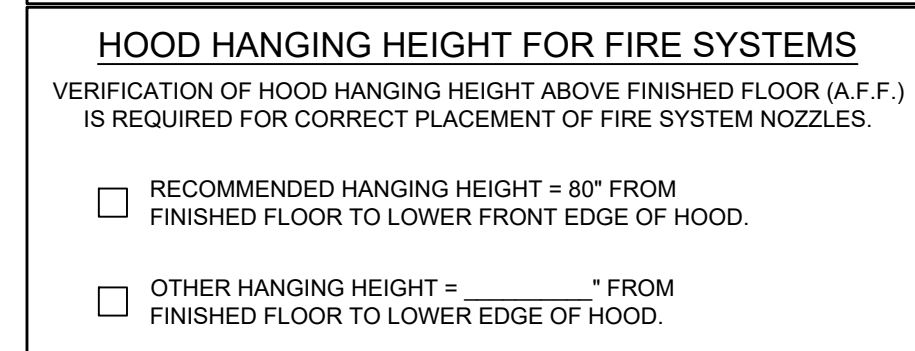 HOOD HANGING HEIGHT FOR FIRE SYSTEMS
VERIFICATION OF HOOD HANGING HEIGHT ABOVE FINISHED FLOOR (A.F.F.)
IS REQUIRED FOR CORRECT PLACEMENT OF FIRE SYSTEM NOZZLES.
RECOMMENDED HANGING HEIGHT = 80" FROM
FINISHED FLOOR TO LOWER FRONT EDGE OF HOOD.
OTHER HANGING HEIGHT = __________" FROM
FINISHED FLOOR TO LOWER EDGE OF HOOD.